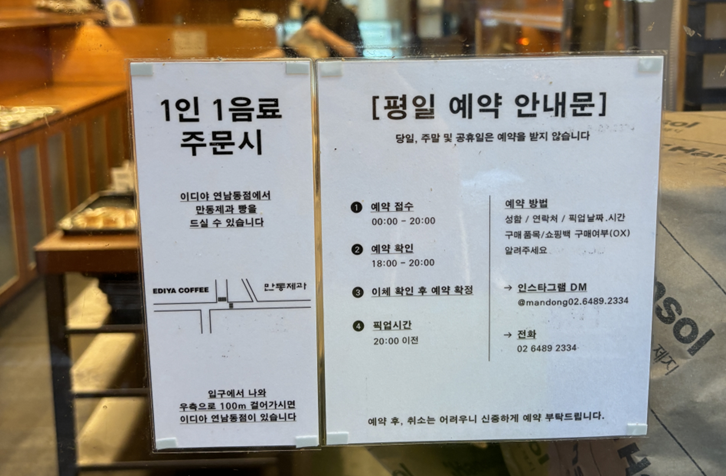 1인 1음료
주문시
이디야 연남동점에서
만동제과 빵을
드실 수 있습니다
EDIYA COFFEE
만동제과
입구에서 나와
우측으로 100m 걸어가시면
이디야 연남동점이 있습니다
[평일 예약 안내문]
당일, 주말 및 공휴일은 예약을 받지 않습니다
1 예약 접수
00:00 - 20:00
2 예약 확인
18:00 - 20:00
3 이체 확인 후 예약 확정
4 픽업시간
20:00 이전
예약 방법
성함 / 연락처 / 픽업날짜.시간
구매 품목/쇼핑백 구매여부(OX)
알려주세요
→ 인스타그램 DM
@mandong02.6489.2334
→ 전화
02 6489 2334
예약 후, 취소는 어려우니 신중하게 예약 부탁드립니다.
제지